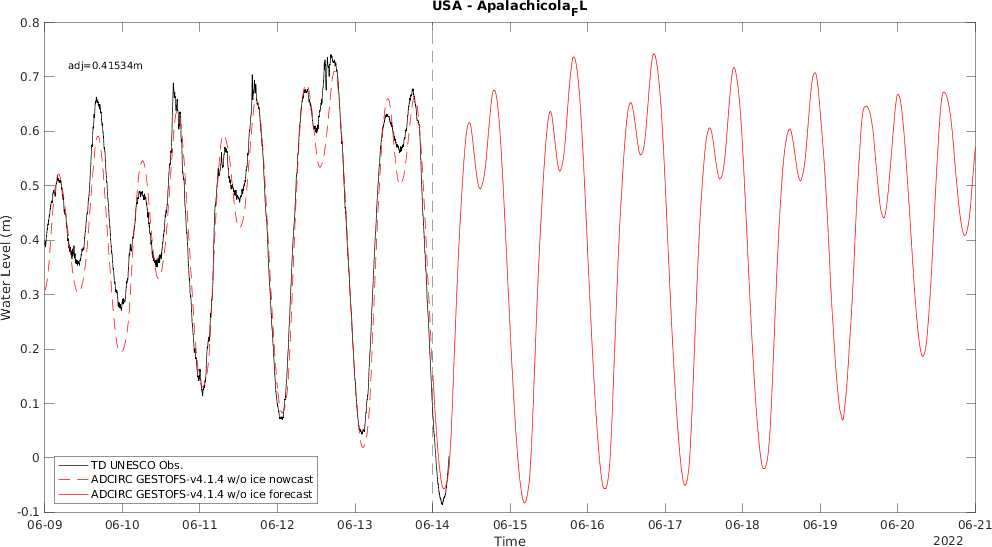 USA - ApalachicolaFL
adj=0.41534m
0.8
0.7
0.6
0.5
0.4
0.3
0.2
0.1
0
-0.1
Water Level (m)
TD UNESCO Obs.
ADCIRC GESTOFS-v4.1.4 w/o ice nowcast
ADCIRC GESTOFS-v4.1.4 w/o ice forecast
06-09 06-10 06-11 06-12 06-13 06-14 06-15 06-16 06-17 06-18 06-19 06-20 06-21
Time
2022